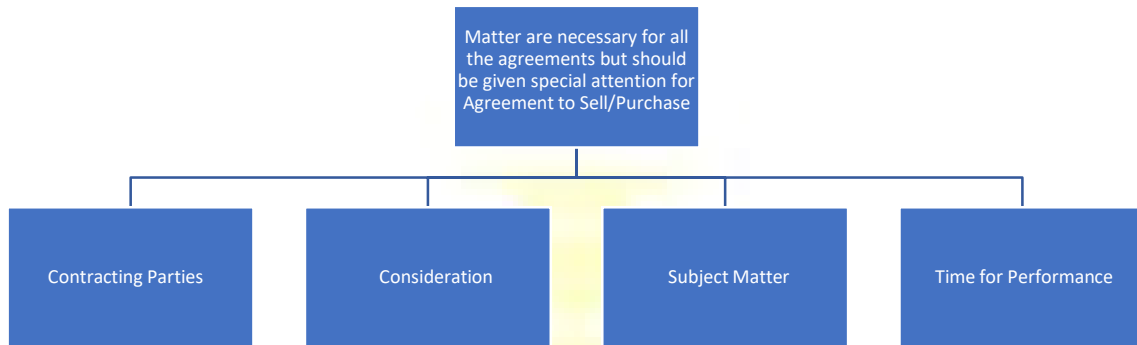 Matter are necessary for all
the agreements but should
be given special attention for
Agreement to Sell/Purchase
Contracting Parties
Consideration
Subject Matter
Time for Performance